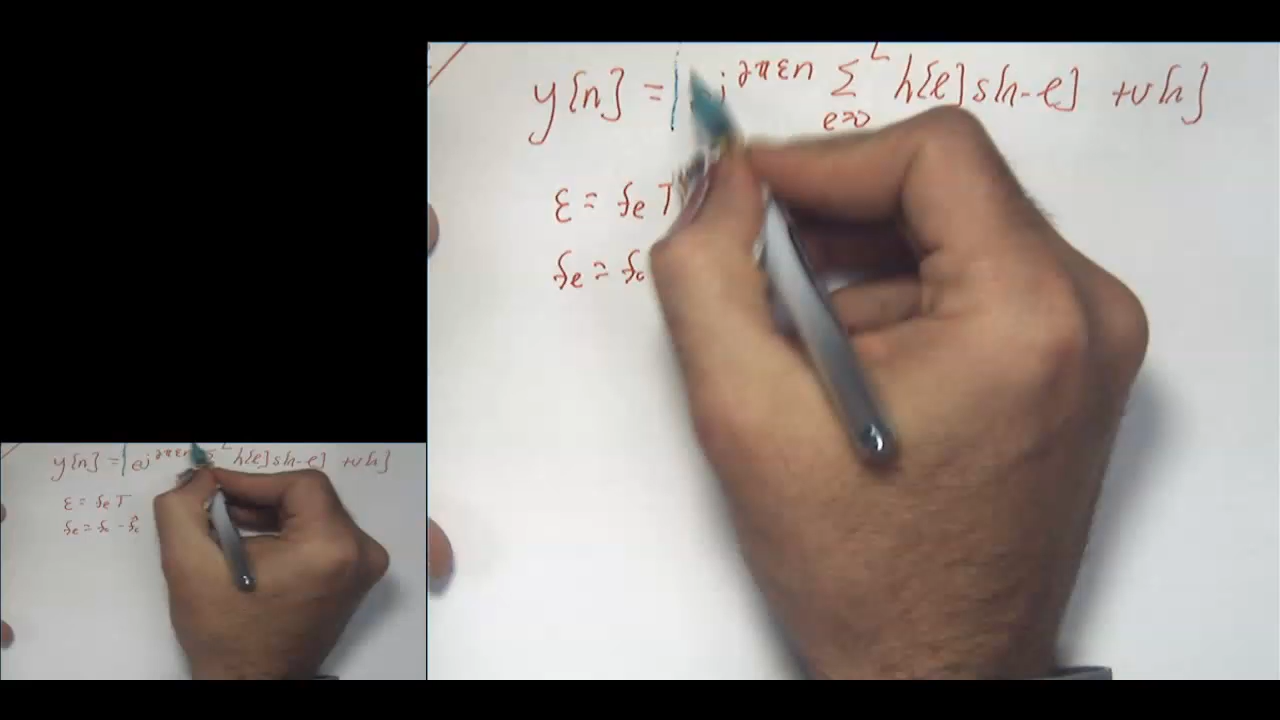 y[n] = | e^{j2πεn} Σ_{ℓ=0}^{L} h[ℓ]s[n-ℓ] + v[n]
ε = f_e T
f_e = f_c - f̂_c